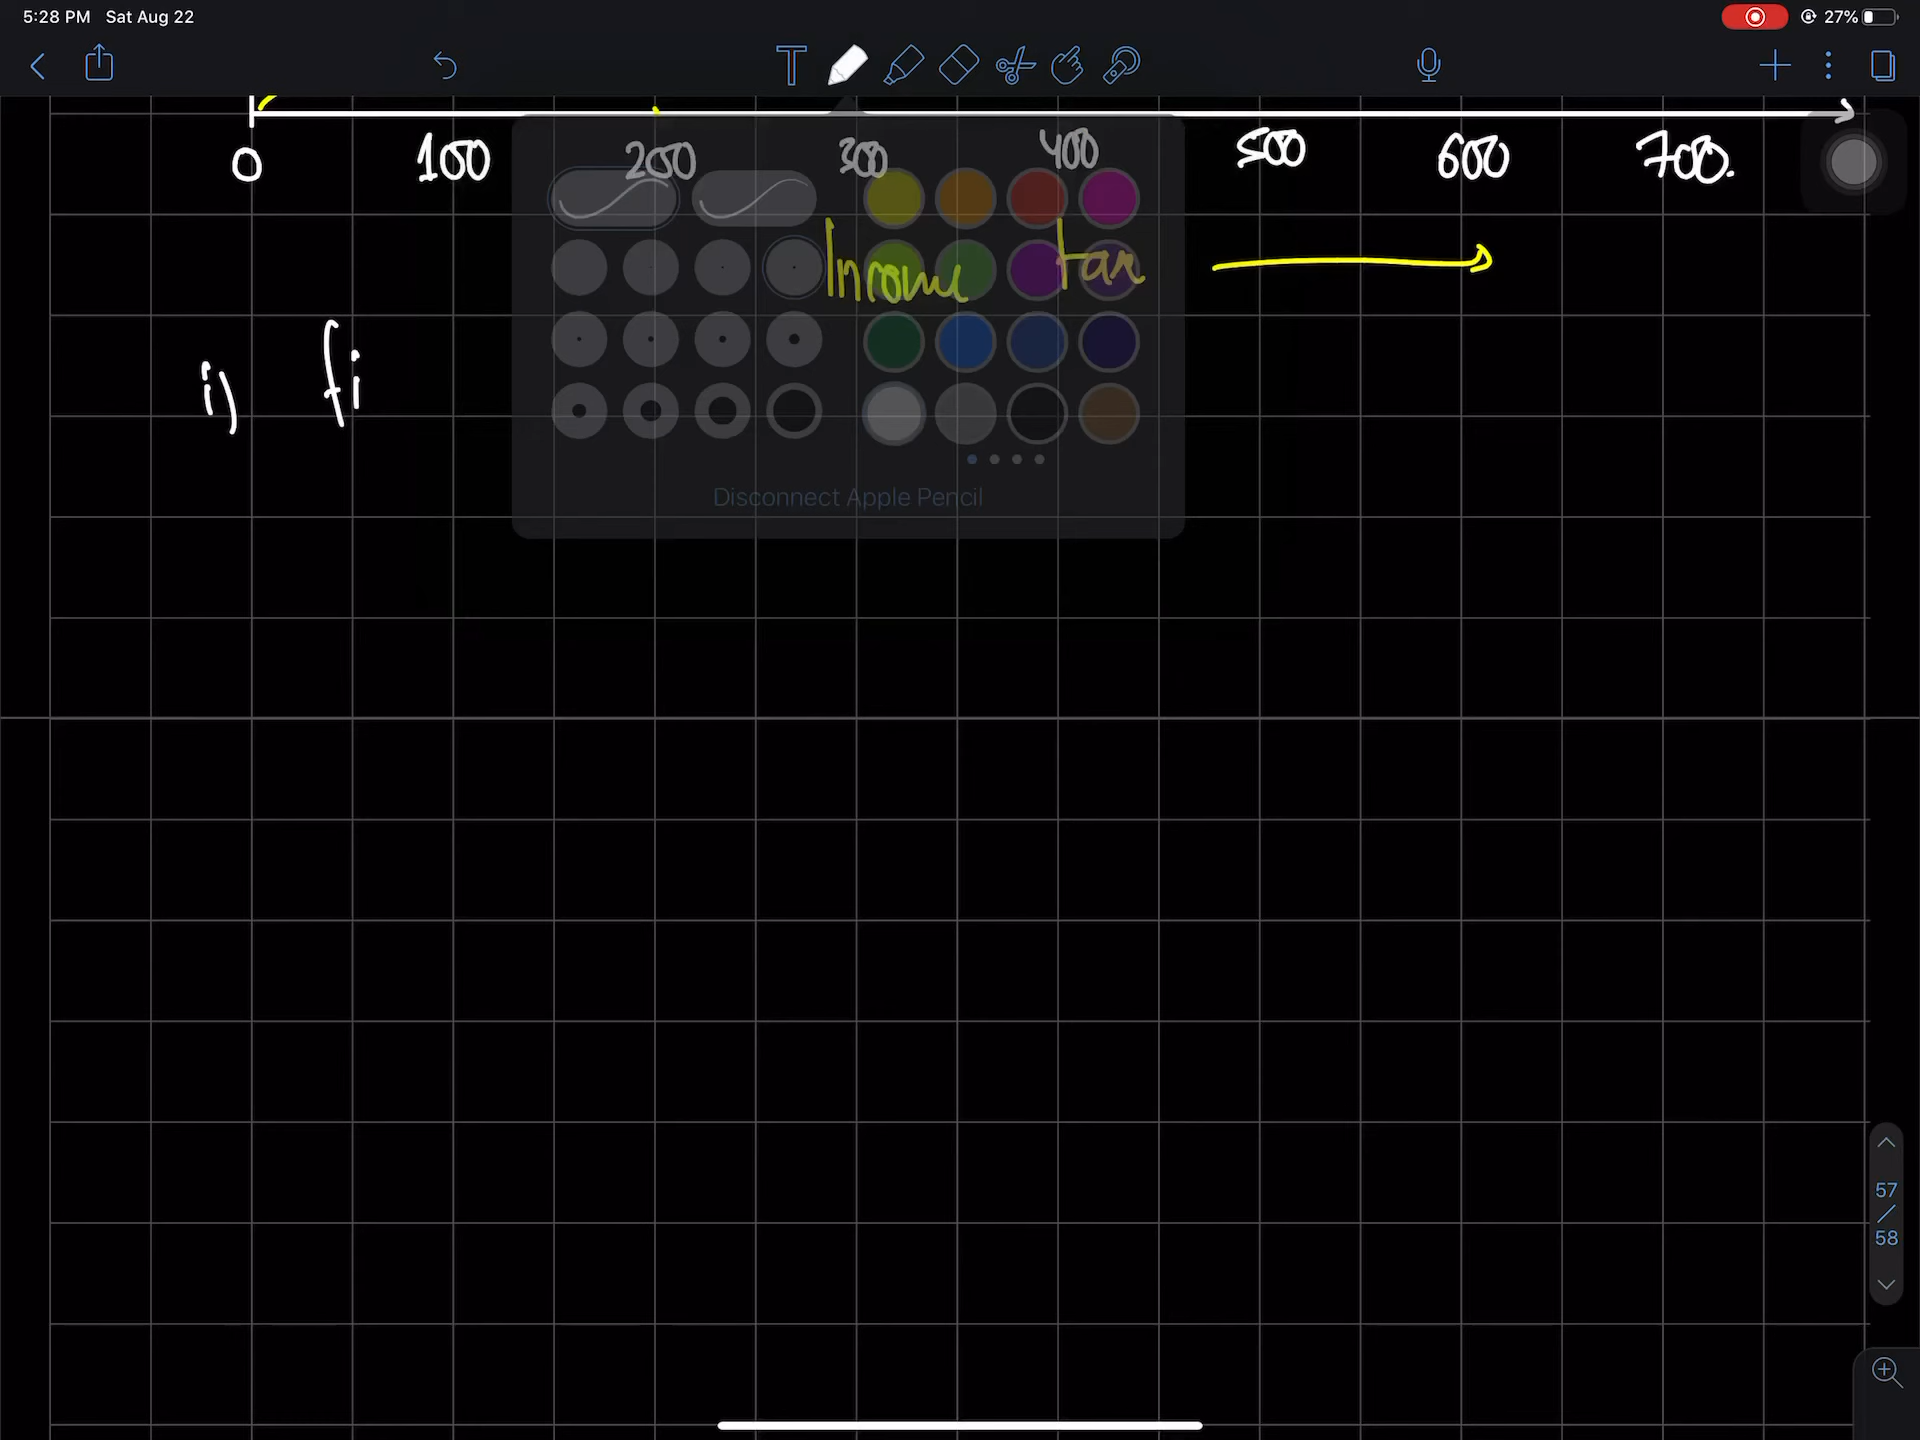 5:28 PM Sat Aug 22
27%
0 100 200 300 400 500 600 700.
Income tax
i) fi
Disconnect Apple Pencil
57
/
58